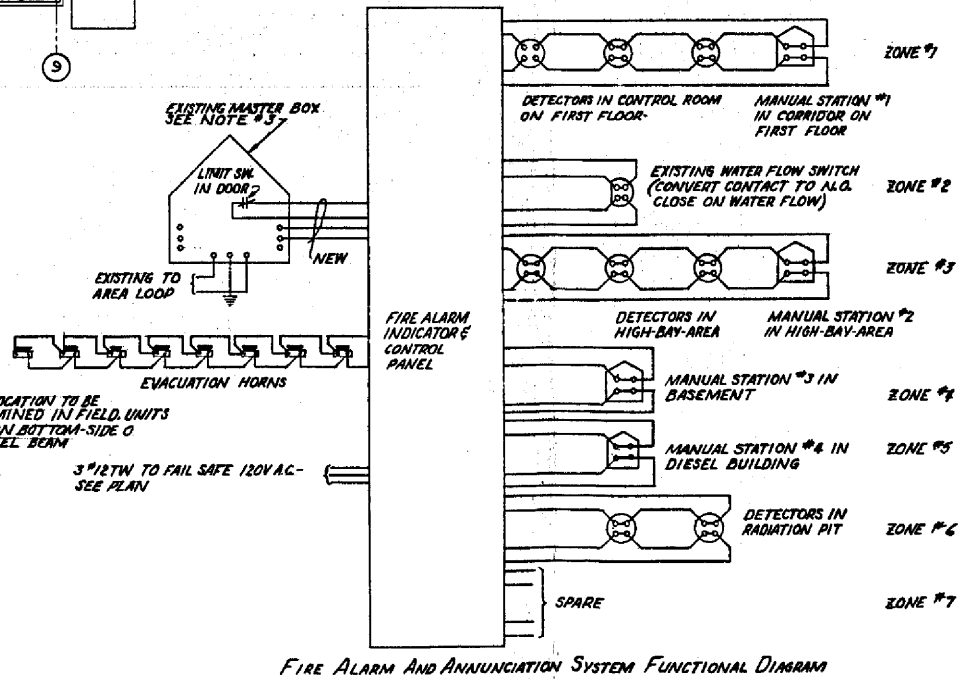 9
EXISTING MASTER BOX
SEE NOTE #3
LIMIT SW.
IN DOOR
NEW
EXISTING TO
AREA LOOP
EVACUATION HORNS
TO BE
IN FIELD. UNITS
BOTTOM-SIDE O
BEAM
3 #12TW TO FAIL SAFE 120V A.C.-
SEE PLAN
FIRE ALARM
INDICATOR &
CONTROL
PANEL
DETECTORS IN CONTROL ROOM
ON FIRST FLOOR-
MANUAL STATION #1
IN CORRIDOR ON
FIRST FLOOR
ZONE #1
EXISTING WATER FLOW SWITCH
(CONVERT CONTACT TO N.O.
CLOSE ON WATER FLOW)
ZONE #2
DETECTORS IN
HIGH-BAY-AREA
MANUAL STATION #2
IN HIGH-BAY-AREA
ZONE #3
MANUAL STATION #3 IN
BASEMENT
ZONE #4
MANUAL STATION #4 IN
DIESEL BUILDING
ZONE #5
DETECTORS IN
RADIATION PIT
ZONE #6
SPARE
ZONE #7
FIRE ALARM AND ANNUNCIATION SYSTEM FUNCTIONAL DIAGRAM